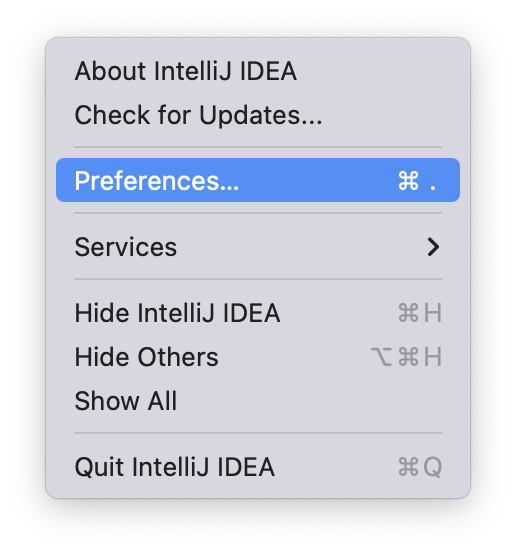 About IntelliJ IDEA
Check for Updates...
Preferences... ⌘ .
Services
Hide IntelliJ IDEA ⌘H
Hide Others ⌥⌘H
Show All
Quit IntelliJ IDEA ⌘Q